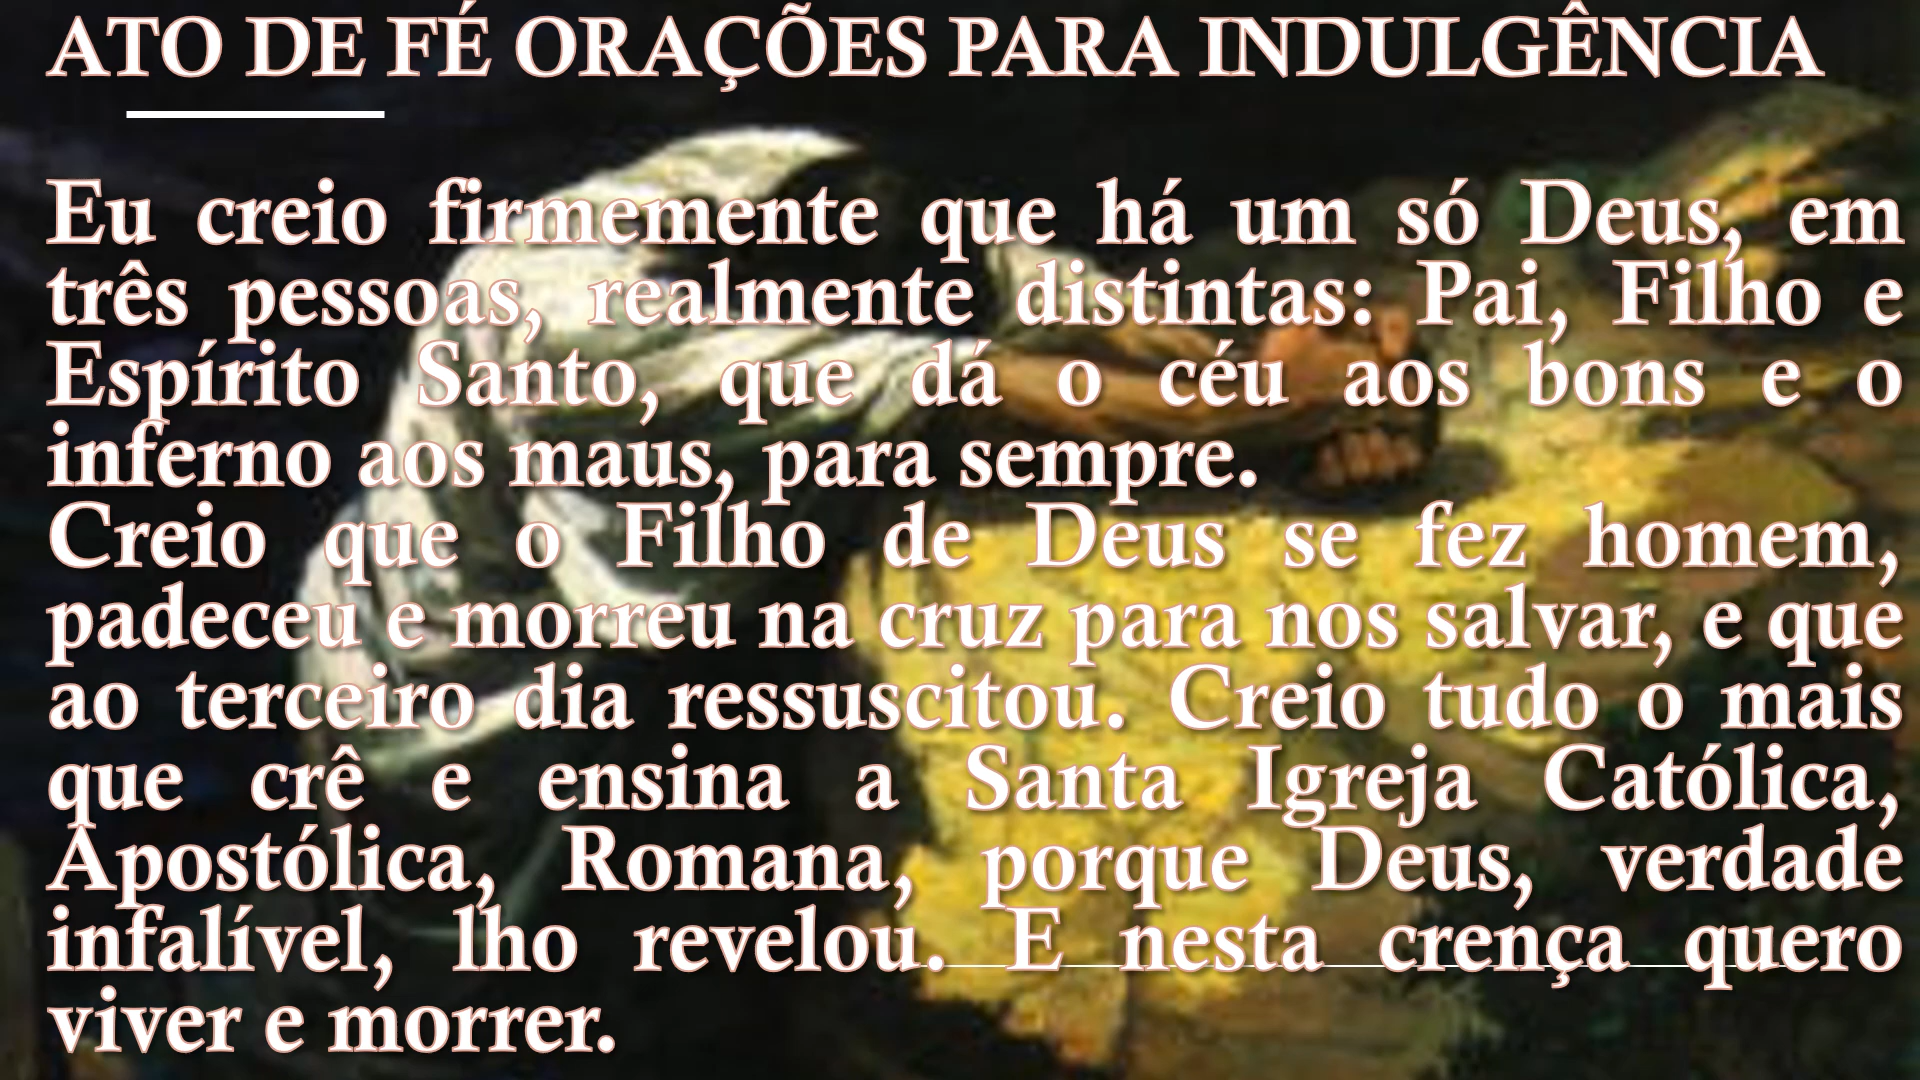 ATO DE FÉ ORAÇÕES PARA INDULGÊNCIA
Eu creio firmemente que há um só Deus, em
três pessoas, realmente distintas: Pai, Filho e
Espírito Santo, que dá o céu aos bons e o
inferno aos maus, para sempre.
Creio que o Filho de Deus se fez homem,
padeceu e morreu na cruz para nos salvar, e que
ao terceiro dia ressuscitou. Creio tudo o mais
que crê e ensina a Santa Igreja Católica,
Apostólica, Romana, porque Deus, verdade
infalível, lho revelou. E nesta crença quero
viver e morrer.